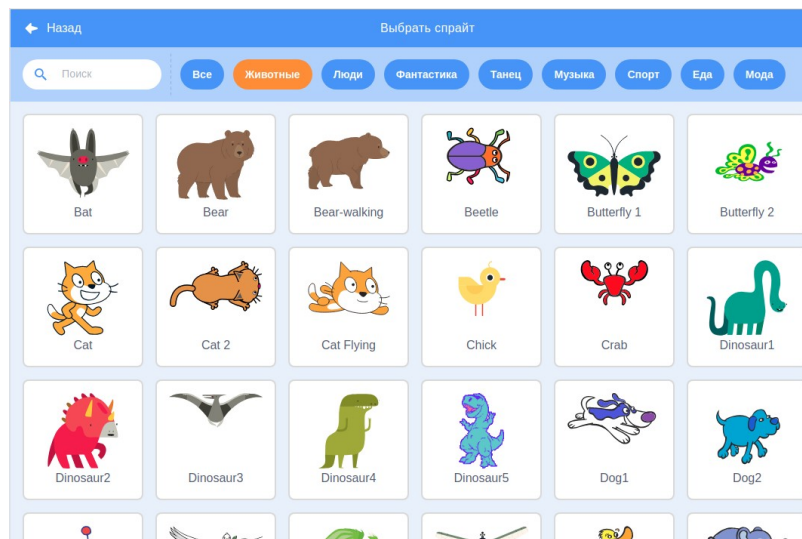 Назад
Выбрать спрайт
Поиск
Все
Животные
Люди
Фантастика
Танец
Музыка
Спорт
Еда
Мода
Bat
Bear
Bear-walking
Beetle
Butterfly 1
Butterfly 2
Cat
Cat 2
Cat Flying
Chick
Crab
Dinosaur1
Dinosaur2
Dinosaur3
Dinosaur4
Dinosaur5
Dog1
Dog2